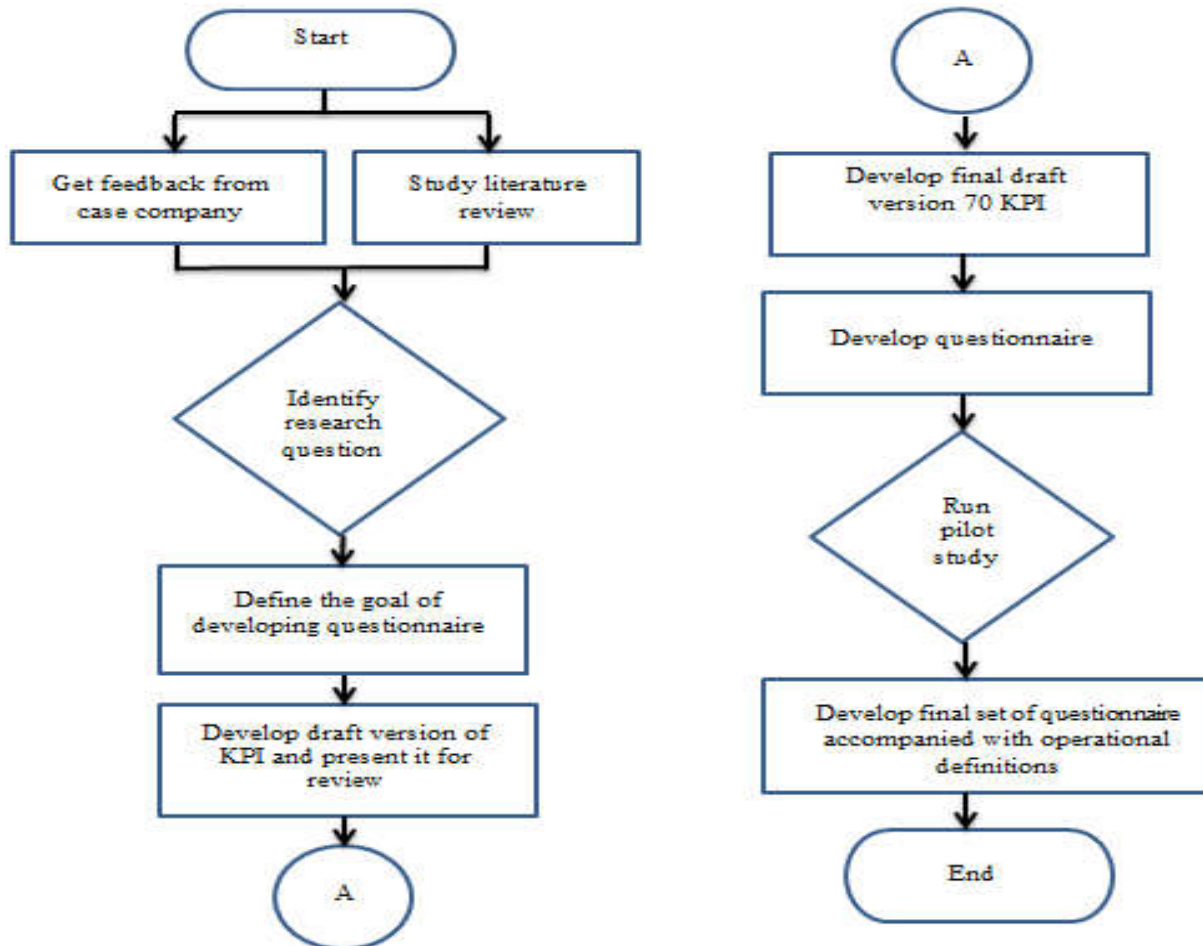 Start
Get feedback from
case company
Study literature
review
Identify
research
question
Define the goal of
developing questionnaire
Develop draft version of
KPI and present it for
review
A
A
Develop final draft
version 70 KPI
Develop questionnaire
Run
pilot
study
Develop final set of questionnaire
accompanied with operational
definitions
End